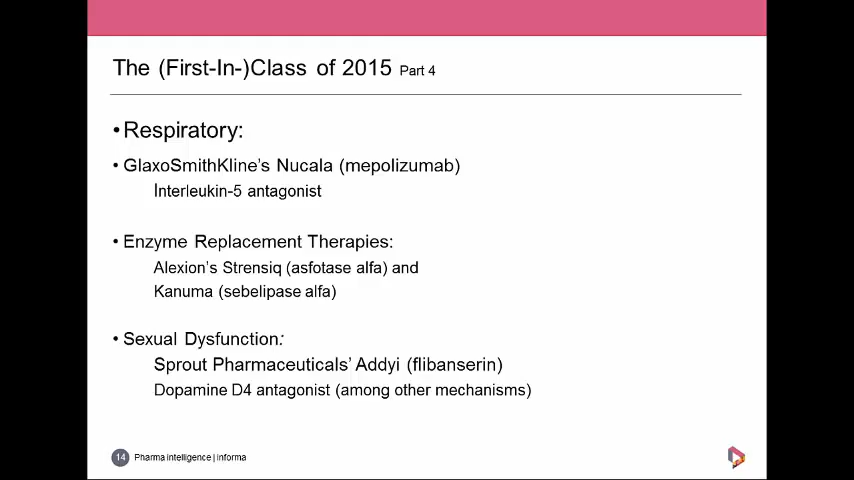 The (First-In-)Class of 2015 Part 4
•Respiratory:
• GlaxoSmithKline's Nucala (mepolizumab)
Interleukin-5 antagonist
• Enzyme Replacement Therapies:
Alexion's Strensiq (asfotase alfa) and
Kanuma (sebelipase alfa)
• Sexual Dysfunction:
Sprout Pharmaceuticals' Addyi (flibanserin)
Dopamine D4 antagonist (among other mechanisms)
14 Pharma intelligence | informa